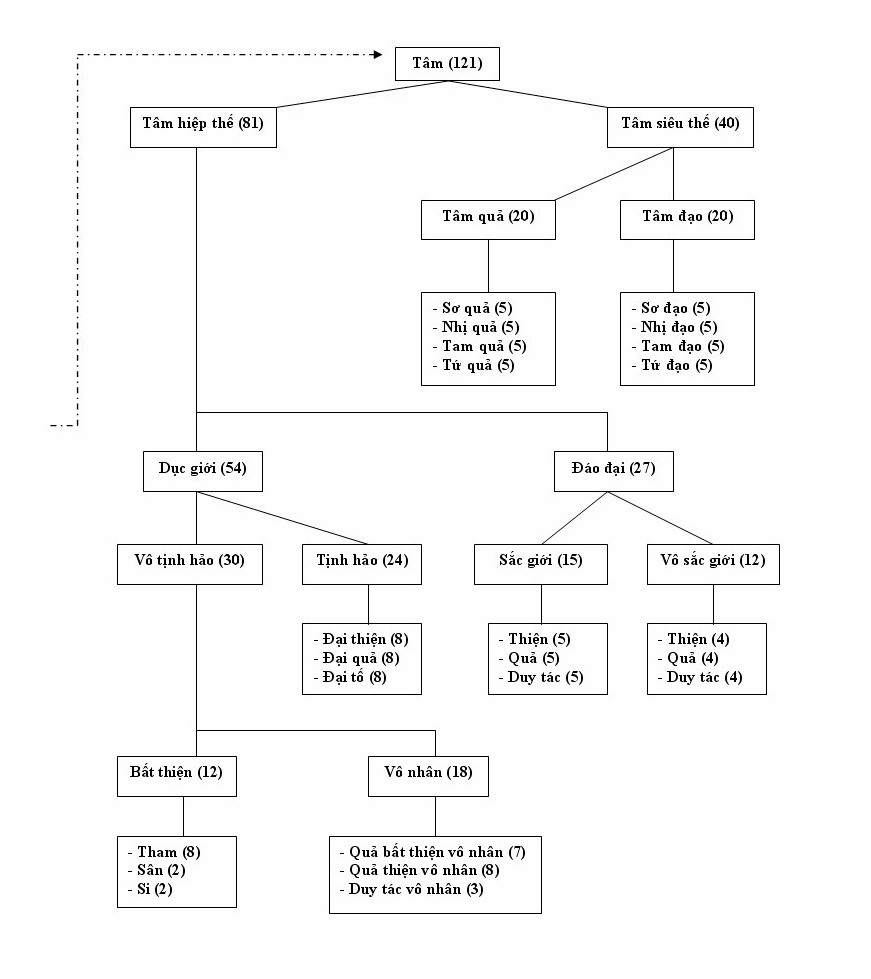 Tâm (121)
Tâm hiệp thế (81)
Tâm siêu thế (40)
Tâm quả (20)
Tâm đạo (20)
- Sơ quả (5)
- Nhị quả (5)
- Tam quả (5)
- Tứ quả (5)
- Sơ đạo (5)
- Nhị đạo (5)
- Tam đạo (5)
- Tứ đạo (5)
Dục giới (54)
Đáo đại (27)
Vô tịnh hảo (30)
Tịnh hảo (24)
Sắc giới (15)
Vô sắc giới (12)
- Đại thiện (8)
- Đại quả (8)
- Đại tố (8)
- Thiện (5)
- Quả (5)
- Duy tác (5)
- Thiện (4)
- Quả (4)
- Duy tác (4)
Bất thiện (12)
Vô nhân (18)
- Tham (8)
- Sân (2)
- Si (2)
- Quả bất thiện vô nhân (7)
- Quả thiện vô nhân (8)
- Duy tác vô nhân (3)